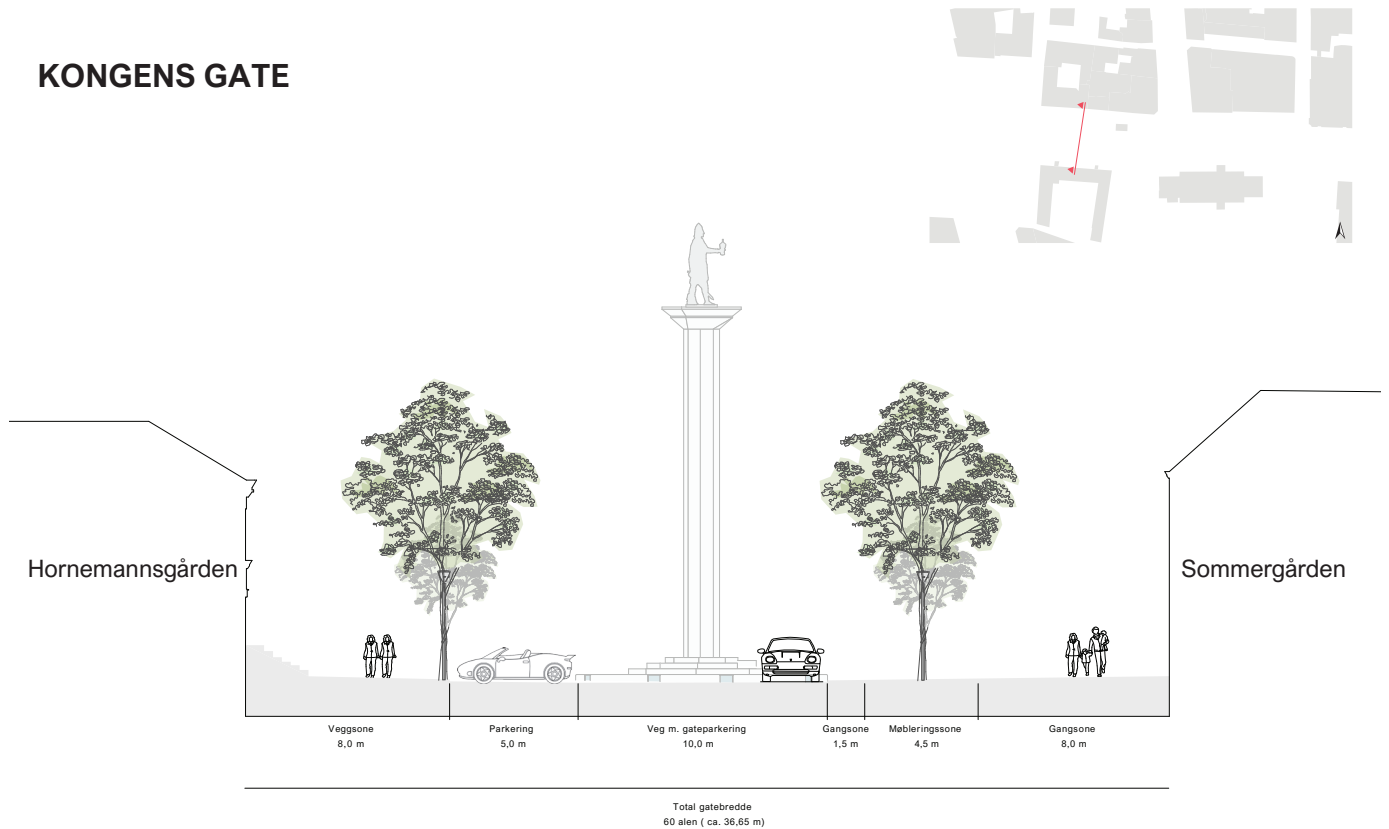 KONGENS GATE
Hornemannsgården
Sommergården
Veggsone
8,0 m
Parkering
5,0 m
Veg m. gateparkering
10,0 m
Gangsone
1,5 m
Møbleringssone
4,5 m
Gangsone
8,0 m
Total gatebredde
60 alen ( ca. 36,65 m)